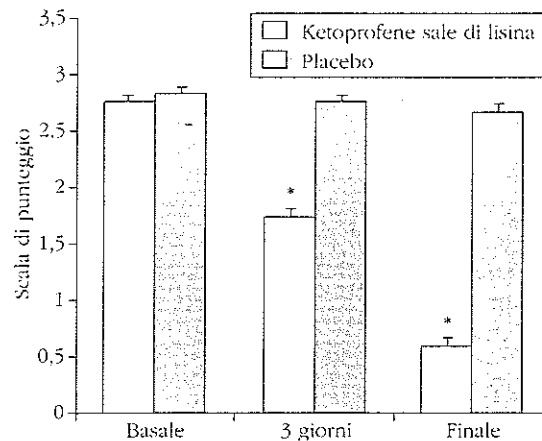 3,5
3
2,5
2
1,5
1
0,5
0
Scala di punteggio
Ketoprofene sale di lisina
Placebo
*
*
Basale
3 giorni
Finale